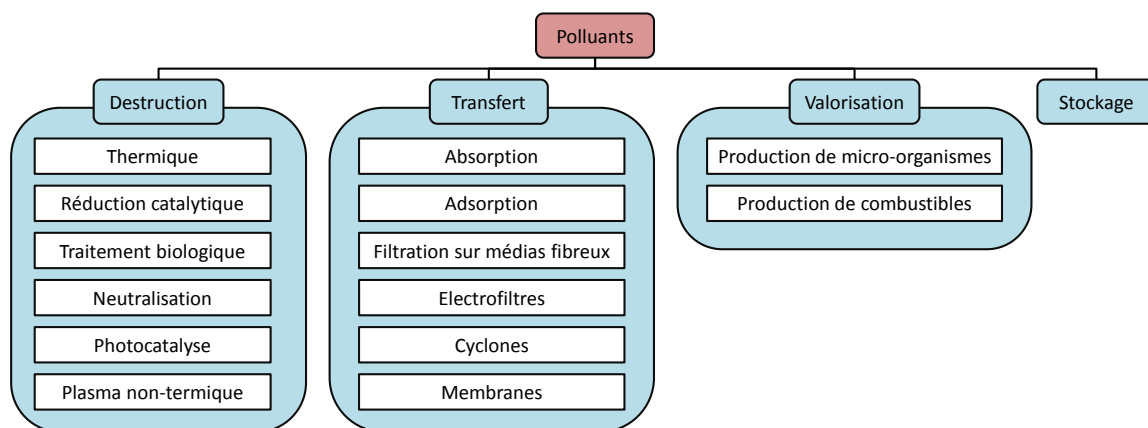 Polluants
Destruction
Transfert
Valorisation
Stockage
Thermique
Réduction catalytique
Traitement biologique
Neutralisation
Photocatalyse
Plasma non-termique
Absorption
Adsorption
Filtration sur médias fibreux
Electrofiltres
Cyclones
Membranes
Production de micro-organismes
Production de combustibles